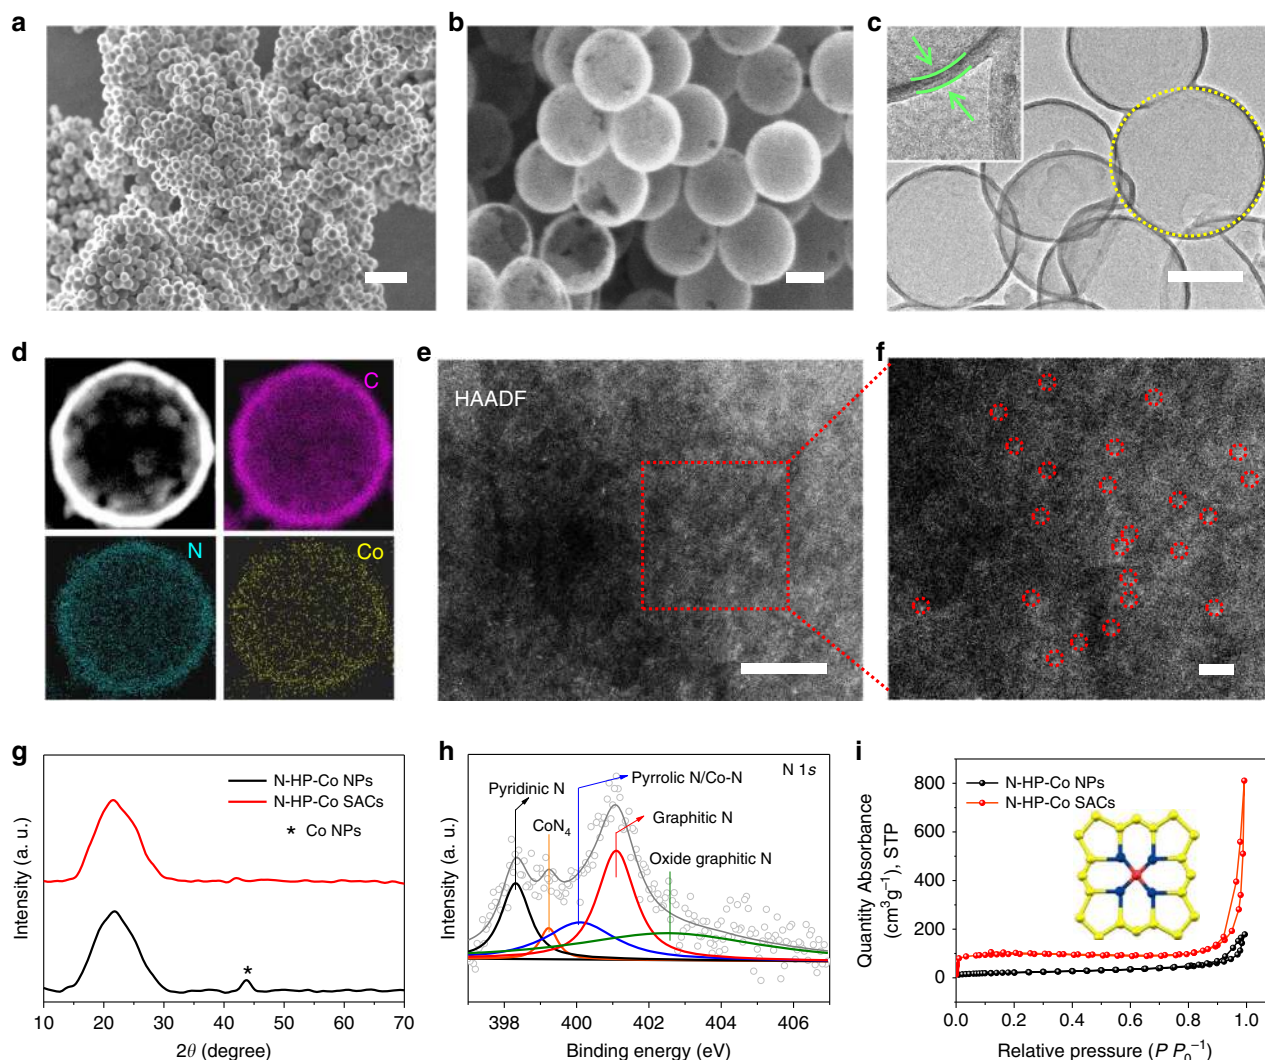 a
b
c
d
C
N
Co
e
HAADF
f
g
Intensity (a. u.)
N-HP-Co NPs
N-HP-Co SACs
* Co NPs
10 20 30 40 50 60 70
2θ (degree)
*
h
Intensity (a. u.)
N 1s
Pyridinic N
CoN4
Pyrrolic N/Co-N
Graphitic N
Oxide graphitic N
398 400 402 404 406
Binding energy (eV)
i
Quantity Absorbance
(cm³ g⁻¹), STP
N-HP-Co NPs
N-HP-Co SACs
800
600
400
200
100
0
0.0 0.2 0.4 0.6 0.8 1.0
Relative pressure (P P₀⁻¹)